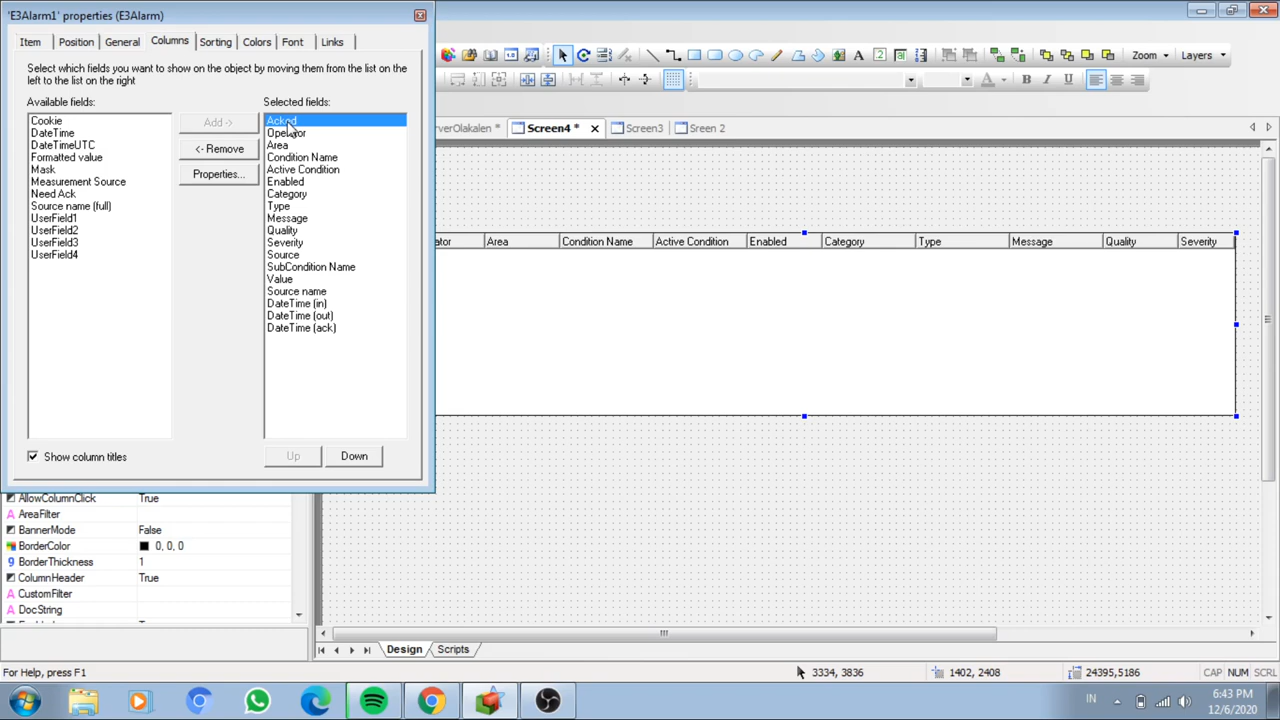 'E3Alarm1' properties (E3Alarm)
Item Position General Columns Sorting Colors Font Links
Select which fields you want to show on the object by moving them from the list on the
left to the list on the right
Available fields:
Cookie
DateTime
DateTimeUTC
Formatted value
Mask
Measurement Source
Need Ack
Source name (full)
UserField1
UserField2
UserField3
UserField4
Add ->
<- Remove
Properties...
Selected fields:
Acked
Operator
Area
Condition Name
Active Condition
Enabled
Category
Type
Message
Quality
Severity
Source
SubCondition Name
Value
Source name
DateTime (in)
DateTime (out)
DateTime (ack)
Show column titles
Up Down
Zoom Layers
A
B I U
rverOlakalen * Screen4 * Screen3 Sreen 2
ator Area Condition Name Active Condition Enabled Category Type Message Quality Severity
AllowColumnClick True
AreaFilter
BannerMode False
BorderColor 0, 0, 0
BorderThickness 1
ColumnHeader True
CustomFilter
DocString
Design Scripts
For Help, press F1
3334, 3836 1402, 2408 24395,5186 CAP NUM SCRL
IN
6:43 PM
12/6/2020